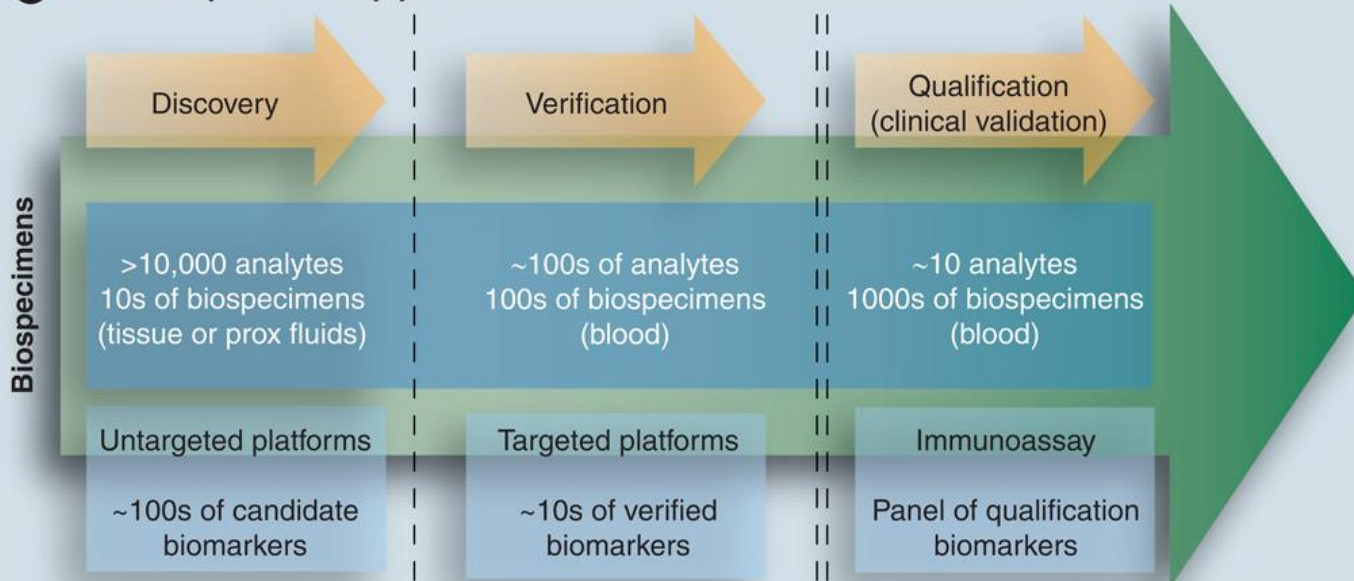 Discovery
Verification
Qualification
(clinical validation)
Biospecimens
>10,000 analytes
10s of biospecimens
(tissue or prox fluids)
~100s of analytes
100s of biospecimens
(blood)
~10 analytes
1000s of biospecimens
(blood)
Untargeted platforms
~100s of candidate
biomarkers
Targeted platforms
~10s of verified
biomarkers
Immunoassay
Panel of qualification
biomarkers